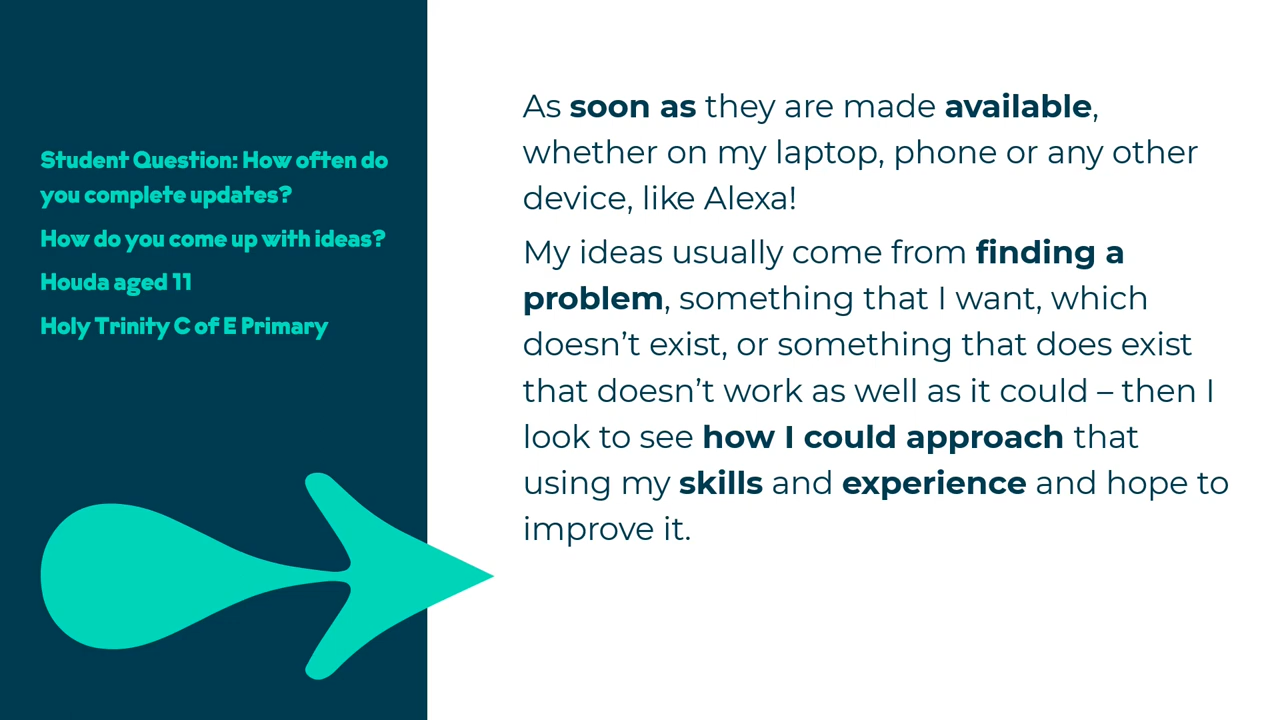 Student Question: How often do
you complete updates?
How do you come up with ideas?
Houda aged 11
Holy Trinity C of E Primary
As soon as they are made available,
whether on my laptop, phone or any other
device, like Alexa!
My ideas usually come from finding a
problem, something that I want, which
doesn’t exist, or something that does exist
that doesn’t work as well as it could – then I
look to see how I could approach that
using my skills and experience and hope to
improve it.